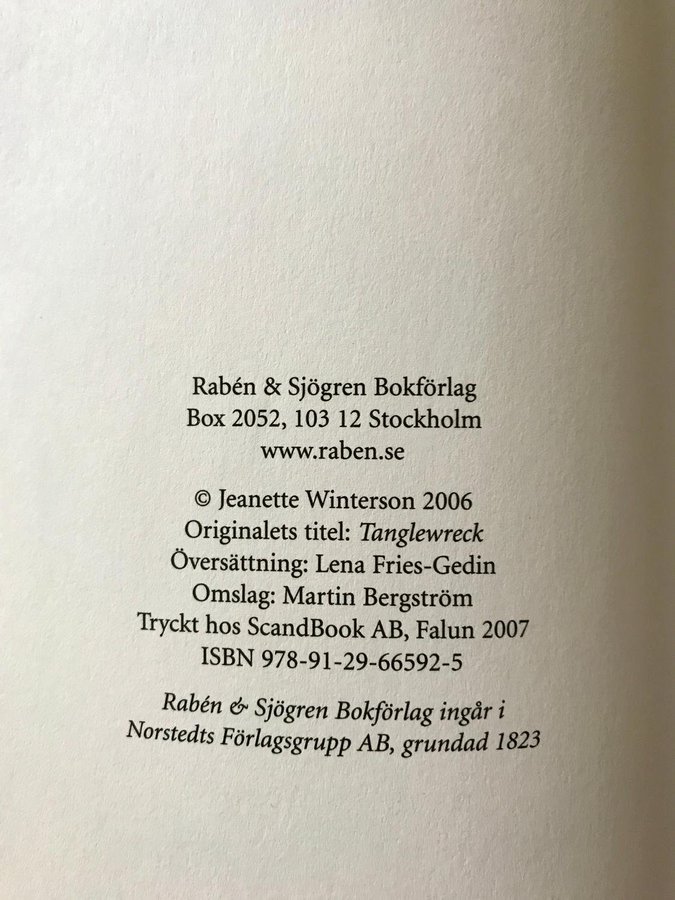 Rabén & Sjögren Bokförlag
Box 2052, 103 12 Stockholm
www.raben.se
© Jeanette Winterson 2006
Originalets titel: Tanglewreck
Översättning: Lena Fries-Gedin
Omslag: Martin Bergström
Tryckt hos ScandBook AB, Falun 2007
ISBN 978-91-29-66592-5
Rabén & Sjögren Bokförlag ingår i
Norstedts Förlagsgrupp AB, grundad 1823